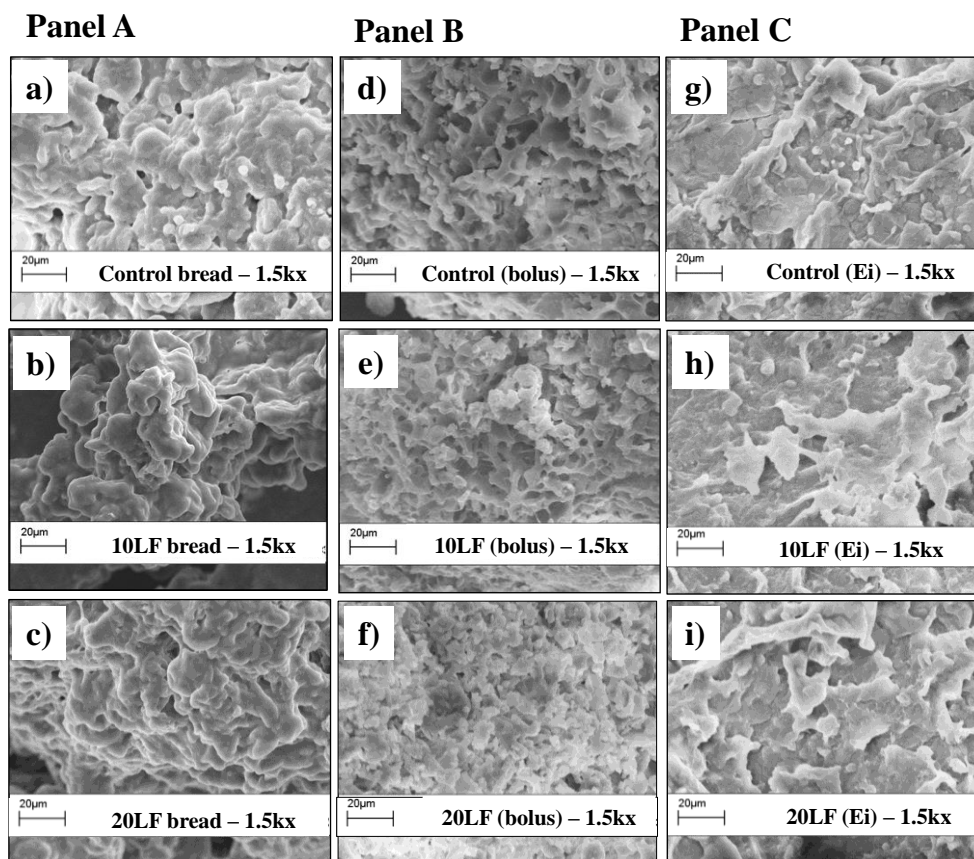 Panel A
Panel B
Panel C
a)
d)
g)
20µm
Control bread – 1.5kx
20µm
Control (bolus) – 1.5kx
20µm
Control (Ei) – 1.5kx
b)
e)
h)
20µm
10LF bread – 1.5kx
20µm
10LF (bolus) – 1.5kx
20µm
10LF (Ei) – 1.5kx
c)
f)
i)
20µm
20LF bread – 1.5kx
20µm
20LF (bolus) – 1.5kx
20µm
20LF (Ei) – 1.5kx